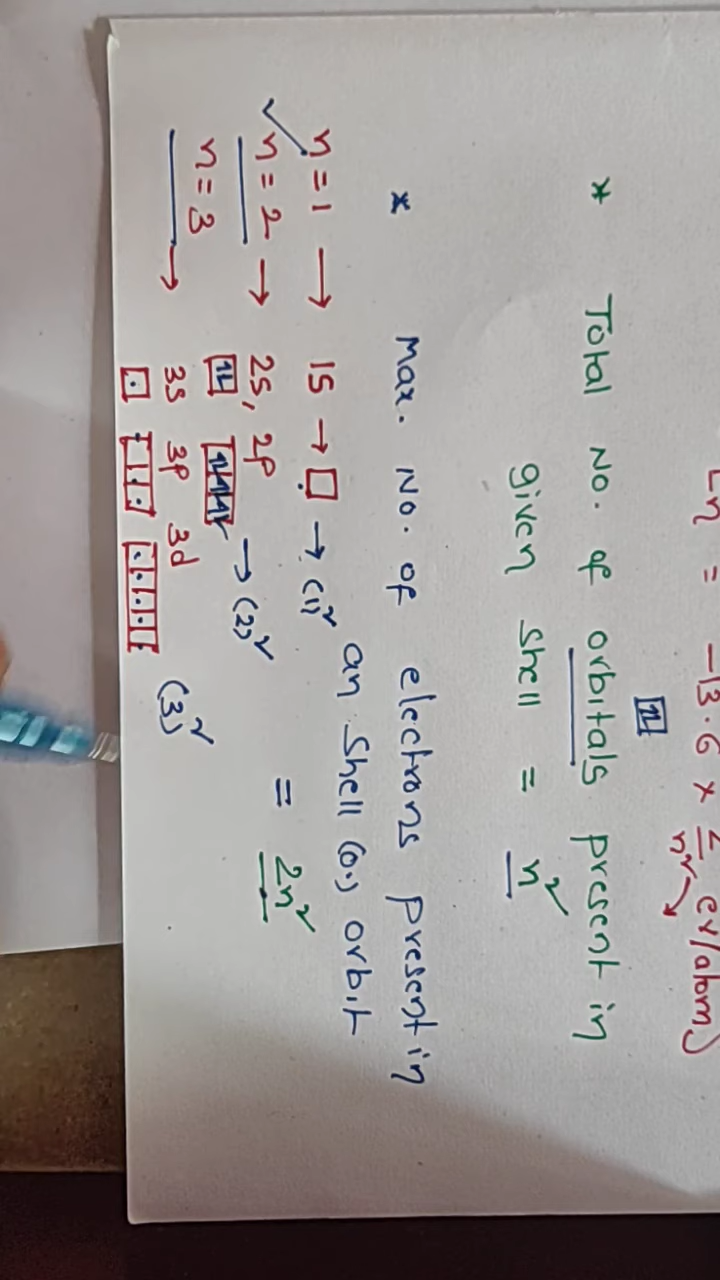 En = -13.6 × z²/n² ev/atom)
* Total No. of orbitals present in
given shell = n²
* Max. No. of electrons present in
an shell (or) orbit
= 2n²
n=1 → 1s → □ → (1)²
n=2 → 2s, 2p → (2)²
n=3 → 3s 3p 3d (3)²